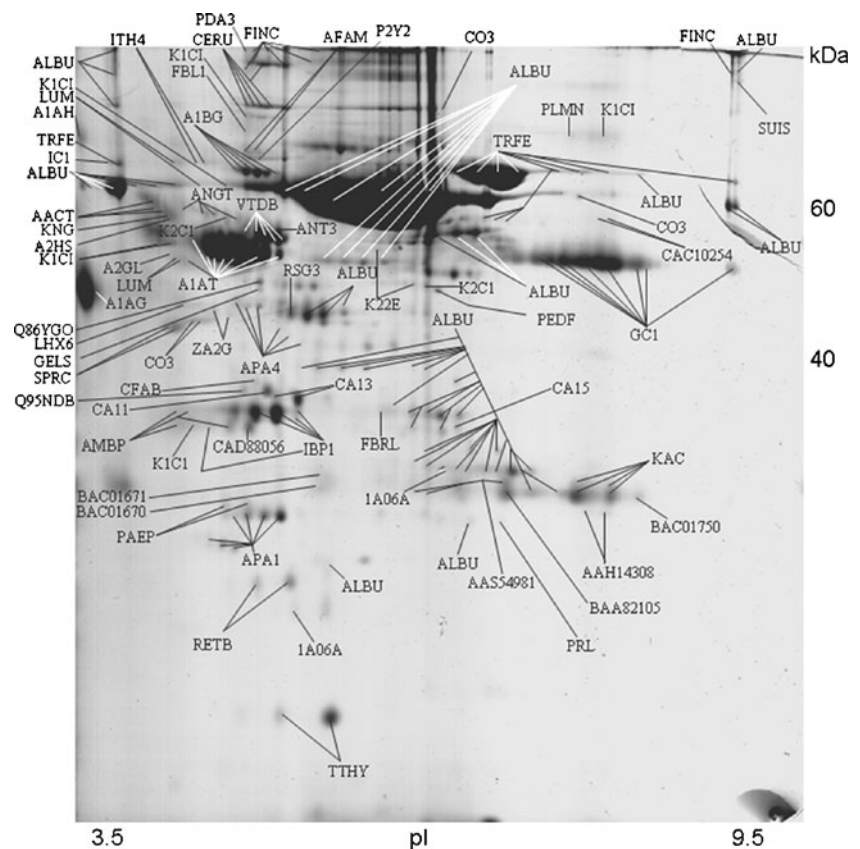 PDA3 FINC P2Y2
ITH4 CERU AFAM CO3 FINC ALBU
kDa
ALBU K1CI ALBU
K1CI FBL1
LUM
A1AH A1BG PLMN K1CI
SUIS
TRFE TRFE
IC1
ALBU
ANGT ALBU
AACT VTDB 60
KNG K2C1 ANT3 CO3
A2HS ALBU
K1CI A2GL CAC10254
LUM A1AT RSG3 ALBU K2C1 ALBU
A1AG K22E
PEDF
Q86YGO ALBU GC1
LHX6 CO3 ZA2G
GELS APA4 40
SPRC
CFAB CA13 CA15
Q95NDB
CA11
AMBP CAD88056 IBP1 FBRL
K1C1 KAC
BAC01671 1A06A
BAC01670 BAC01750
PAEP
APA1 ALBU ALBU AAS54981 AAH14308
BAA82105
RETB 1A06A PRL
TTHY
3.5 pI 9.5